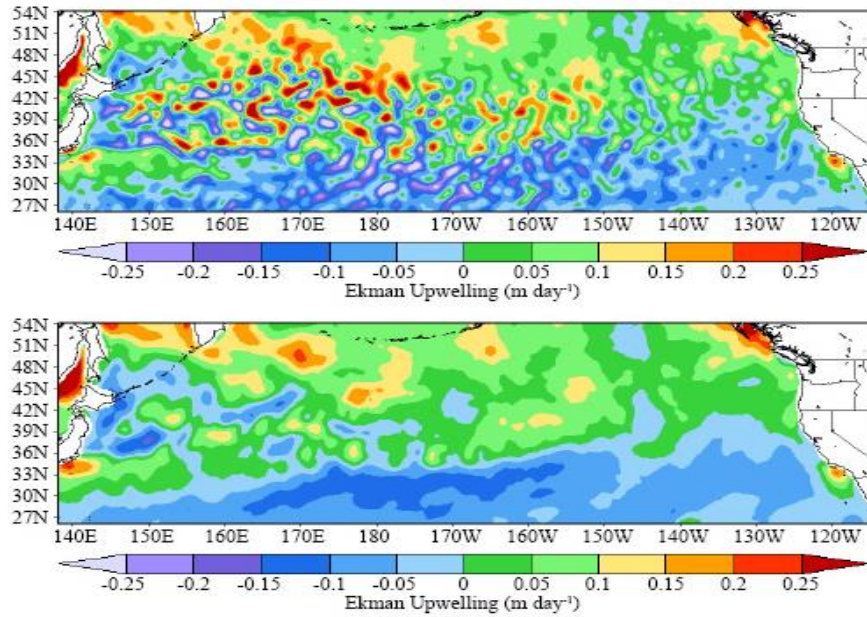 54N
51N
48N
45N
42N
39N
36N
33N
30N
27N
140E 150E 160E 170E 180 170W 160W 150W 140W 130W 120W
-0.25 -0.2 -0.15 -0.1 -0.05 0 0.05 0.1 0.15 0.2 0.25
Ekman Upwelling (m day⁻¹)
54N
51N
48N
45N
42N
39N
36N
33N
30N
27N
140E 150E 160E 170E 180 170W 160W 150W 140W 130W 120W
-0.25 -0.2 -0.15 -0.1 -0.05 0 0.05 0.1 0.15 0.2 0.25
Ekman Upwelling (m day⁻¹)